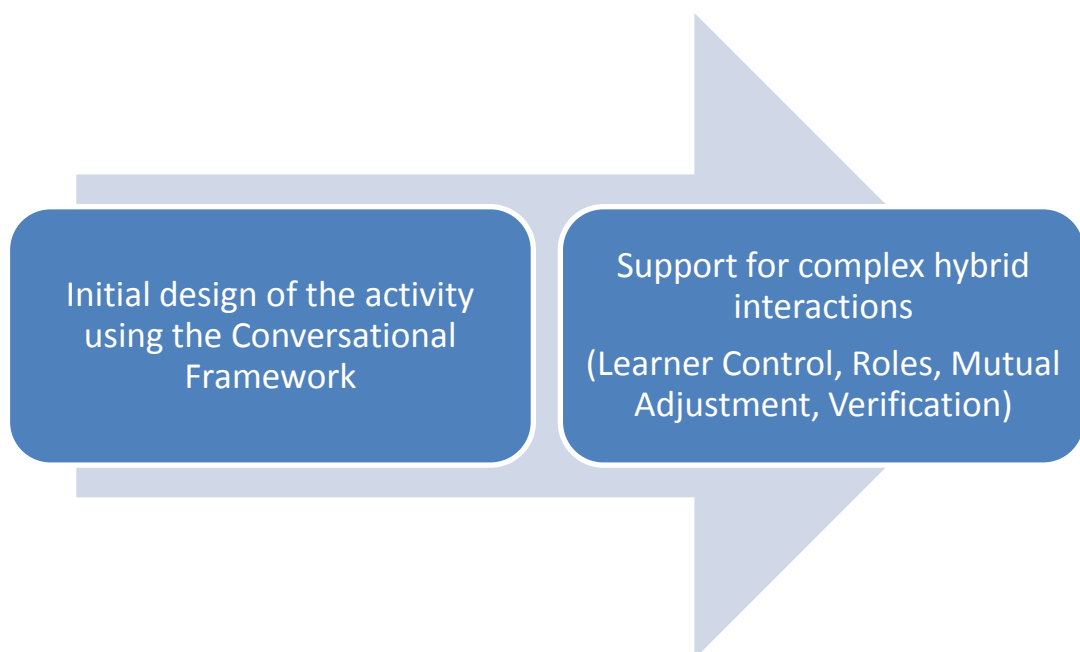 Initial design of the activity
using the Conversational
Framework
Support for complex hybrid
interactions
(Learner Control, Roles, Mutual
Adjustment, Verification)